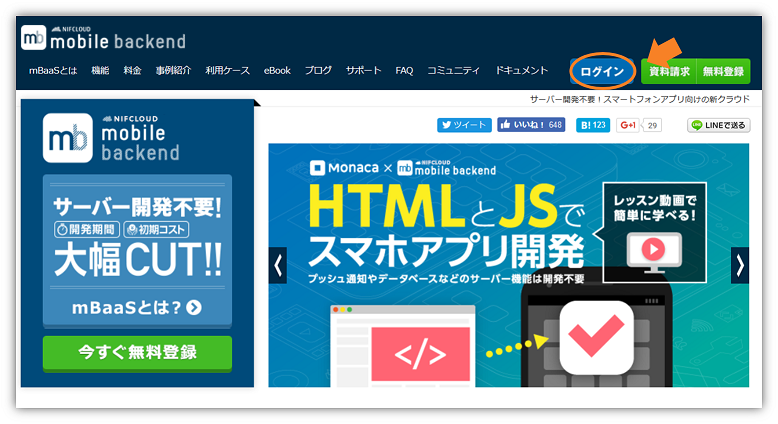 mb NIFCLOUD
mobile backend
mBaaSとは 機能 料金 事例紹介 利用ケース eBook ブログ サポート FAQ コミュニティ ドキュメント ログイン 資料請求 無料登録
サーバー開発不要！スマートフォンアプリ向けの新クラウド
ツイート いいね！ 648 B! 123 G+1 29 LINEで送る
mb NIFCLOUD
mobile
backend
サーバー開発不要!
開発期間 初期コスト
大幅CUT!!
mBaaSとは？
今すぐ無料登録
Monaca × mb NIFCLOUD
mobile backend
HTMLとJSで
スマホアプリ開発
プッシュ通知やデータベースなどのサーバー機能は開発不要
レッスン動画で
簡単に学べる!
</>